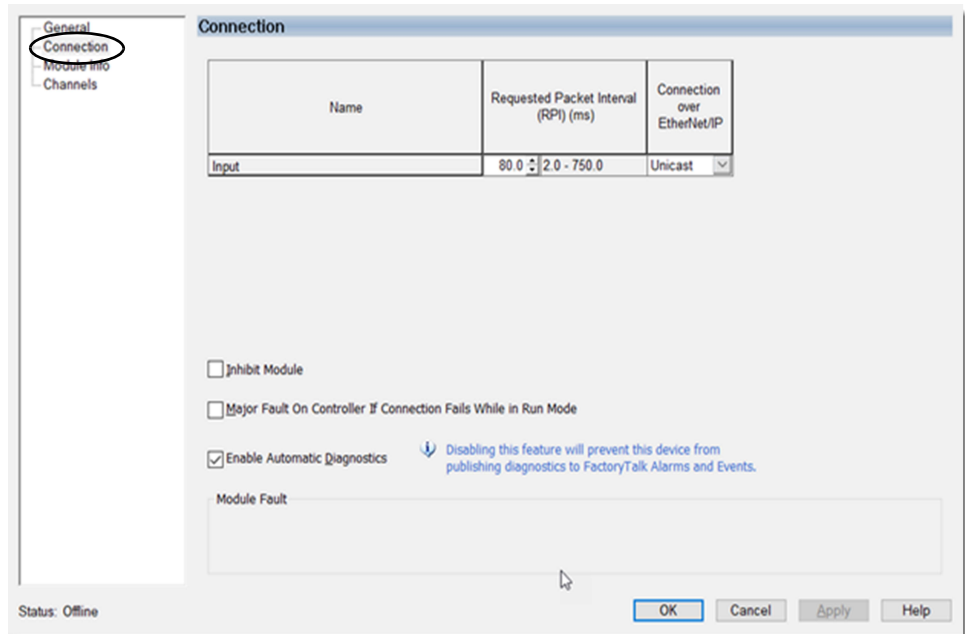 General
Connection
Module Info
Channels
Connection
Name
Requested Packet Interval
(RPI) (ms)
Connection
over
EtherNet/IP
Input
80.0
2.0 - 750.0
Unicast
Inhibit Module
Major Fault On Controller If Connection Fails While in Run Mode
Enable Automatic Diagnostics
Disabling this feature will prevent this device from
publishing diagnostics to FactoryTalk Alarms and Events.
Module Fault
Status: Offline
OK
Cancel
Apply
Help